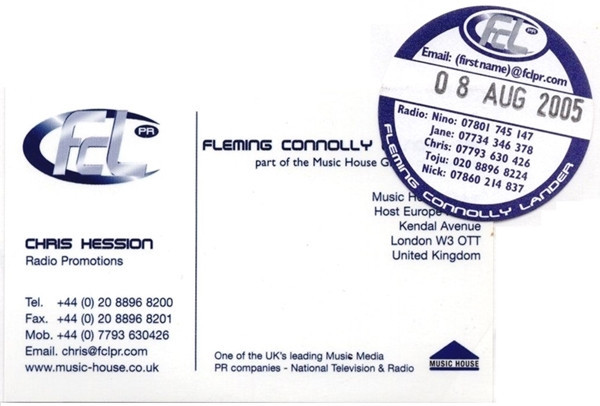 FCL PR
CHRIS HESSION
Radio Promotions
Tel. +44 (0) 20 8896 8200
Fax. +44 (0) 20 8896 8201
Mob. +44 (0) 7793 630426
Email. chris@fclpr.com
www.music-house.co.uk
FLEMING CONNOLLY
part of the Music House G
Music H
Host Europe
Kendal Avenue
London W3 OTT
United Kingdom
One of the UK's leading Music Media
PR companies - National Television & Radio
MUSIC HOUSE
FCL PR
Email: (firstname)@fclpr.com
08 AUG 2005
Radio: Nino: 07801 745 147
Jane: 07734 346 378
Chris: 07793 630 426
Toju: 020 8896 8224
Nick: 07860 214 837
FLEMING CONNOLLY LANDER